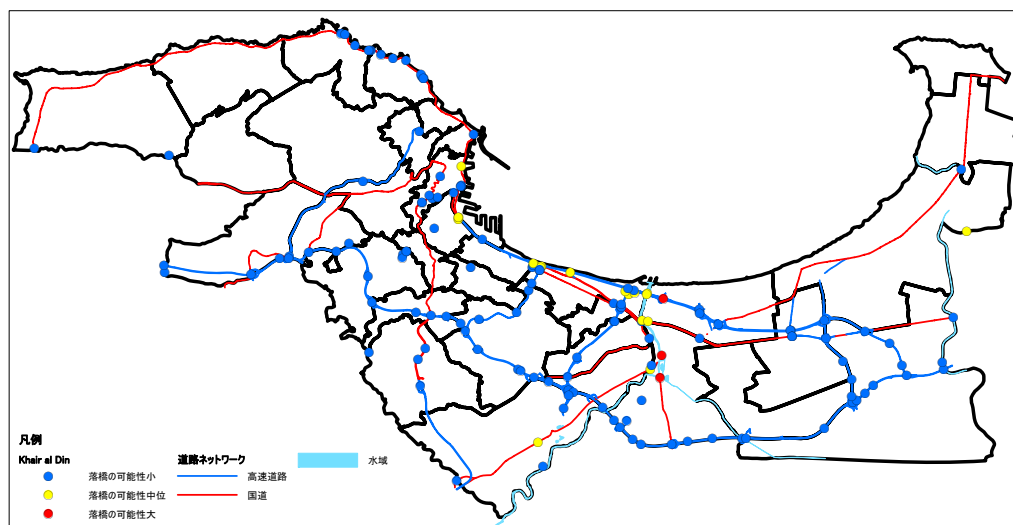 凡例
Khair al Din
落橋の可能性小
落橋の可能性中位
落橋の可能性大
道路ネットワーク
高速道路
国道
水域